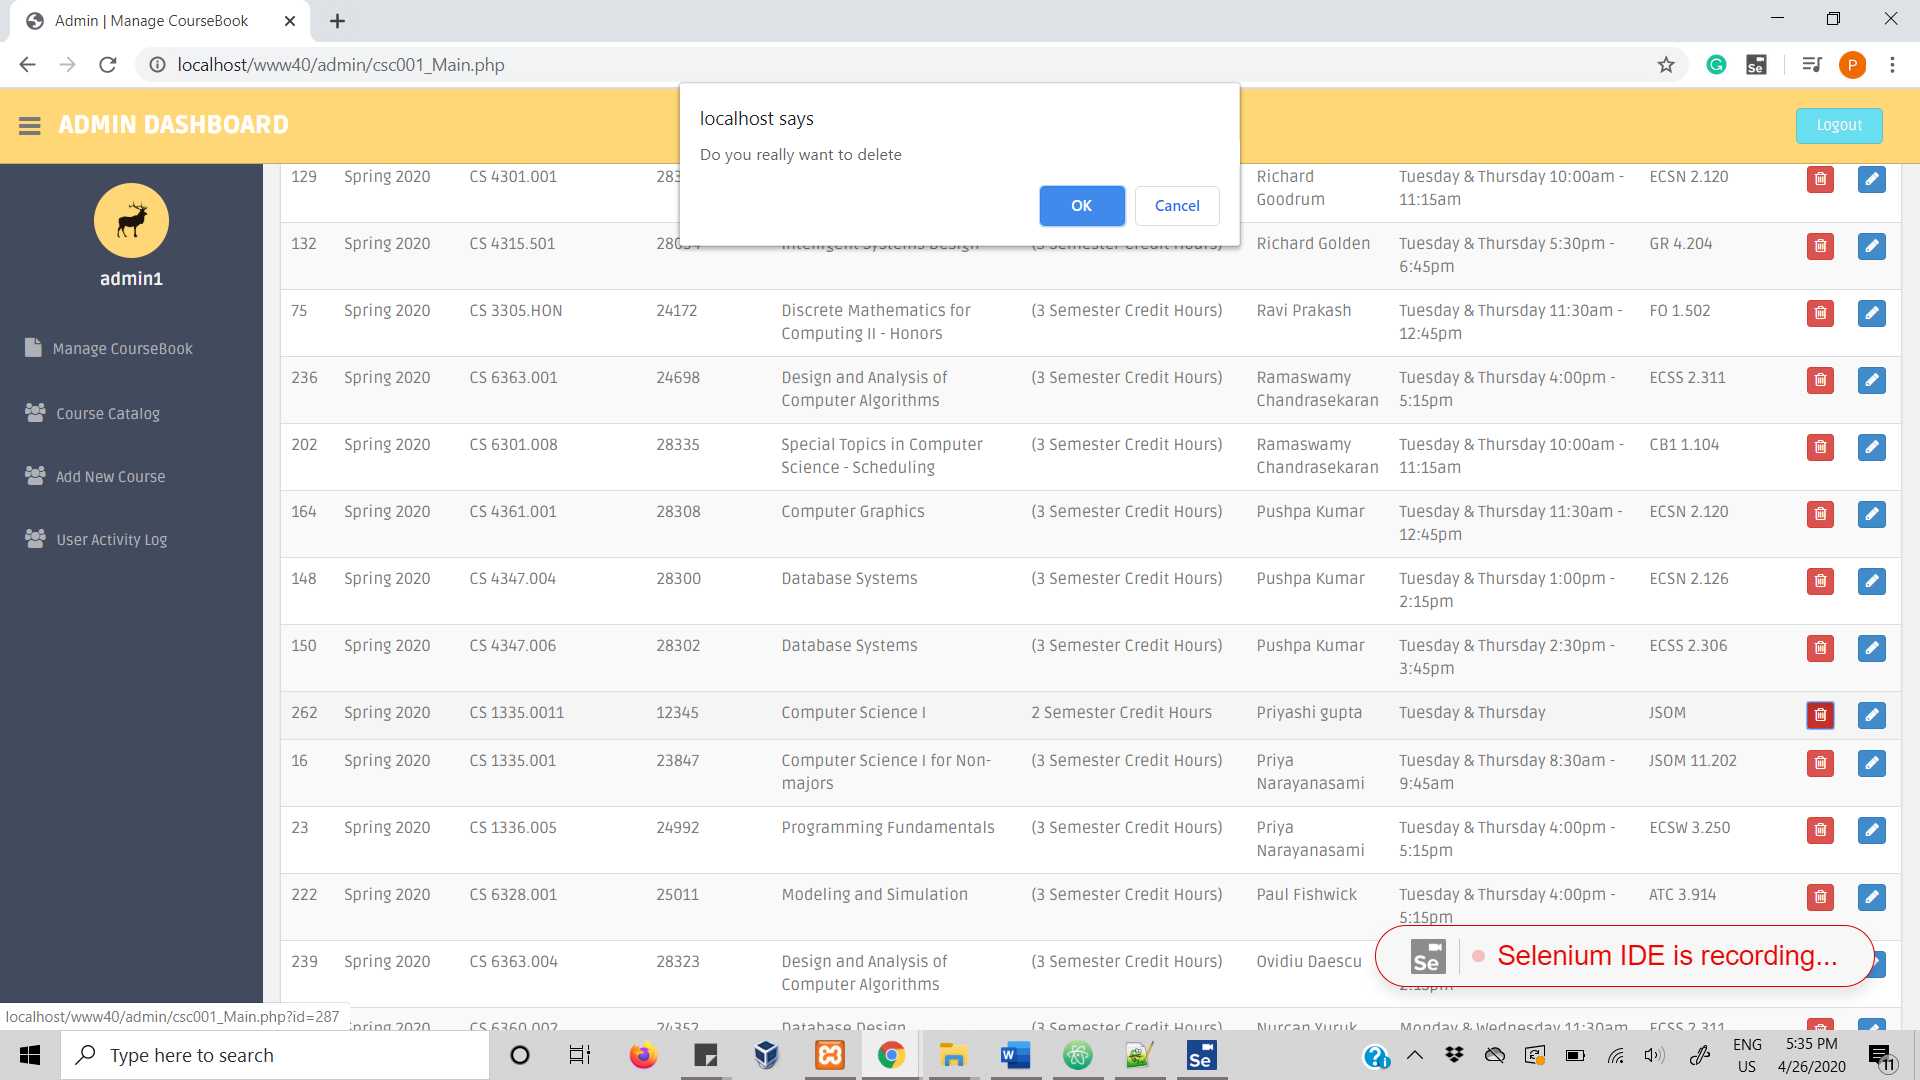 Admin | Manage CourseBook
localhost/www40/admin/csc001_Main.php
Se
P
ADMIN DASHBOARD
Logout
localhost says
Do you really want to delete
OK
Cancel
admin1
Manage CourseBook
Course Catalog
Add New Course
User Activity Log
129 Spring 2020 CS 4301.001 283 Richard Goodrum Tuesday & Thursday 10:00am - 11:15am ECSN 2.120
132 Spring 2020 CS 4315.501 28034 Intelligent Systems Design (3 Semester Credit Hours) Richard Golden Tuesday & Thursday 5:30pm - 6:45pm GR 4.204
75 Spring 2020 CS 3305.HON 24172 Discrete Mathematics for Computing II - Honors (3 Semester Credit Hours) Ravi Prakash Tuesday & Thursday 11:30am - 12:45pm FO 1.502
236 Spring 2020 CS 6363.001 24698 Design and Analysis of Computer Algorithms (3 Semester Credit Hours) Ramaswamy Chandrasekaran Tuesday & Thursday 4:00pm - 5:15pm ECSS 2.311
202 Spring 2020 CS 6301.008 28335 Special Topics in Computer Science - Scheduling (3 Semester Credit Hours) Ramaswamy Chandrasekaran Tuesday & Thursday 10:00am - 11:15am CB1 1.104
164 Spring 2020 CS 4361.001 28308 Computer Graphics (3 Semester Credit Hours) Pushpa Kumar Tuesday & Thursday 11:30am - 12:45pm ECSN 2.120
148 Spring 2020 CS 4347.004 28300 Database Systems (3 Semester Credit Hours) Pushpa Kumar Tuesday & Thursday 1:00pm - 2:15pm ECSN 2.126
150 Spring 2020 CS 4347.006 28302 Database Systems (3 Semester Credit Hours) Pushpa Kumar Tuesday & Thursday 2:30pm - 3:45pm ECSS 2.306
262 Spring 2020 CS 1335.0011 12345 Computer Science I 2 Semester Credit Hours Priyashi gupta Tuesday & Thursday JSOM
16 Spring 2020 CS 1335.001 23847 Computer Science I for Non-majors (3 Semester Credit Hours) Priya Narayanasami Tuesday & Thursday 8:30am - 9:45am JSOM 11.202
23 Spring 2020 CS 1336.005 24992 Programming Fundamentals (3 Semester Credit Hours) Priya Narayanasami Tuesday & Thursday 4:00pm - 5:15pm ECSW 3.250
222 Spring 2020 CS 6328.001 25011 Modeling and Simulation (3 Semester Credit Hours) Paul Fishwick Tuesday & Thursday 4:00pm - 5:15pm ATC 3.914
239 Spring 2020 CS 6363.004 28323 Design and Analysis of Computer Algorithms (3 Semester Credit Hours) Ovidiu Daescu 2:15pm
Spring 2020 CS 6360.002 24352 Database Design (3 Semester Credit Hours) Nurcan Yuruk Monday & Wednesday 11:30am ECSS 2.311
Se Selenium IDE is recording...
localhost/www40/admin/csc001_Main.php?id=287
Type here to search
Se
ENG
US
5:35 PM
4/26/2020
11